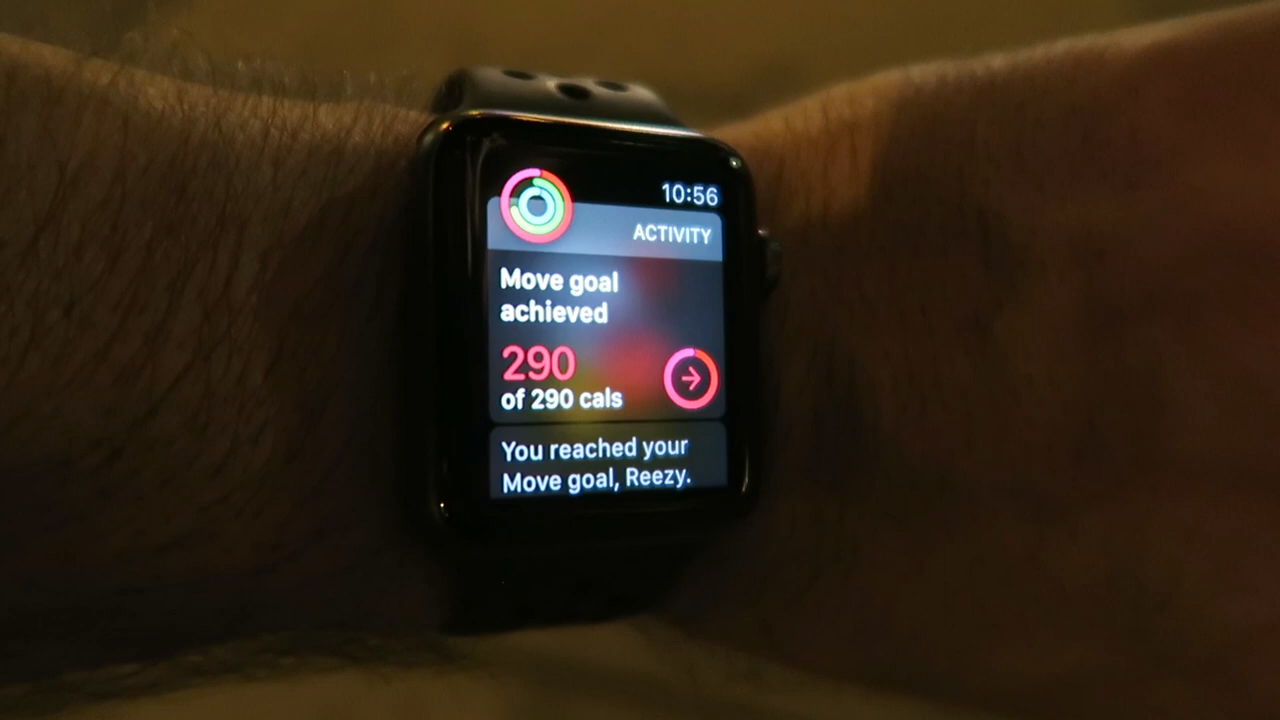 10:56
ACTIVITY
Move goal
achieved
290
of 290 cals
You reached your
Move goal, Reezy.